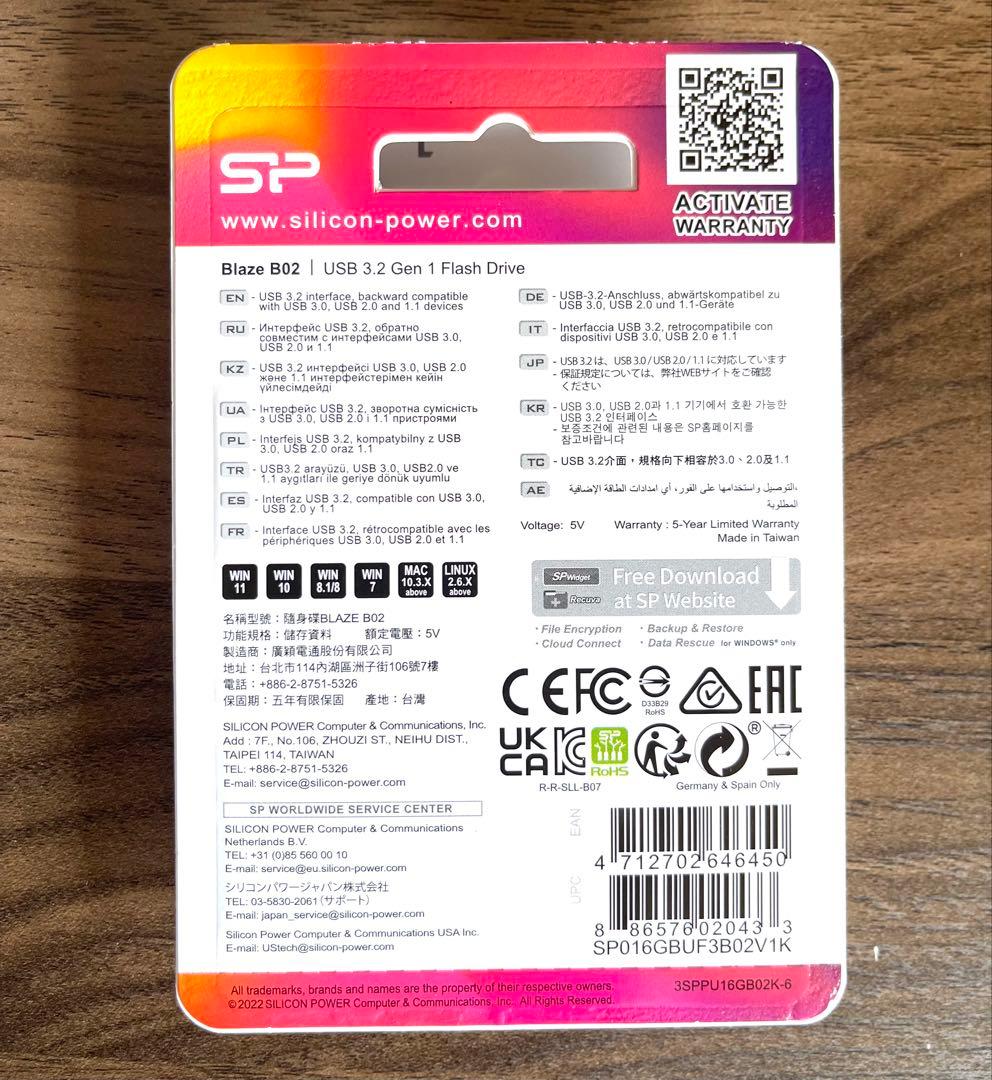 SP
www.silicon-power.com
ACTIVATE
WARRANTY
Blaze B02 | USB 3.2 Gen 1 Flash Drive
EN - USB 3.2 interface, backward compatible
with USB 3.0, USB 2.0 and 1.1 devices
RU - Интерфейс USB 3.2, обратно
совместим с интерфейсами USB 3.0,
USB 2.0 и 1.1
KZ - USB 3.2 интерфейсі USB 3.0, USB 2.0
және 1.1 интерфейстерімен кейін
үйлесімдейді
UA - Інтерфейс USB 3.2, зворотна сумісність
з USB 3.0, USB 2.0 і 1.1 пристроями
PL - Interfejs USB 3.2, kompatybilny z USB
3.0, USB 2.0 oraz 1.1
TR - USB3.2 arayüzü, USB 3.0, USB2.0 ve
1.1 aygıtları ile geriye dönük uyumlu
ES - Interfaz USB 3.2, compatible con USB 3.0,
USB 2.0 y 1.1
FR - Interface USB 3.2, rétrocompatible avec les
périphériques USB 3.0, USB 2.0 et 1.1
DE - USB-3.2-Anschluss, abwärtskompatibel zu
USB 3.0, USB 2.0 und 1.1-Geräte
IT - Interfaccia USB 3.2, retrocompatibile con
dispositivi USB 3.0, USB 2.0 e 1.1
JP - USB 3.2 は、USB 3.0 / USB 2.0 / 1.1 に対応しています
- 保証規定については、弊社WEBサイトをご確認
ください
KR - USB 3.0, USB 2.0과 1.1 기기에서 호환 가능한
USB 3.2 인터페이스
- 보증조건에 관련된 내용은 SP홈페이지를
참고바랍니다
TC - USB 3.2介面，規格向下相容於3.0、2.0及1.1
AE التوصيل واستخدامها على الفور، أي امدادات الطاقة الإضافية،
المطلوبة
Voltage: 5V Warranty : 5-Year Limited Warranty
Made in Taiwan
WIN 11
WIN 10
WIN 8.1/8
WIN 7
MAC 10.3.X above
LINUX 2.6.X above
SP Widget
Recuva
Free Download
at SP Website
· File Encryption · Backup & Restore
· Cloud Connect · Data Rescue for WINDOWS® only
名稱型號：隨身碟BLAZE B02
功能規格：儲存資料 額定電壓：5V
製造商：廣穎電通股份有限公司
地址：台北市114內湖區洲子街106號7樓
電話：+886-2-8751-5326
保固期：五年有限保固 產地：台灣
SILICON POWER Computer & Communications, Inc.
Add : 7F., No.106, ZHOUZI ST., NEIHU DIST.,
TAIPEI 114, TAIWAN
TEL: +886-2-8751-5326
E-mail: service@silicon-power.com
SP WORLDWIDE SERVICE CENTER
SILICON POWER Computer & Communications
Netherlands B.V.
TEL: +31 (0)85 560 00 10
E-mail: service@eu.silicon-power.com
シリコンパワージャパン株式会社
TEL: 03-5830-2061（サポート）
E-mail: japan_service@silicon-power.com
Silicon Power Computer & Communications USA Inc.
E-mail: UStech@silicon-power.com
CE FC D33B29 RoHS EAC
UK CA KC SP RoHS ®
R-R-SLL-B07 Germany & Spain Only
EAN
4 712702 646450
UPC
8 86576 02043 3
SP016GBUF3B02V1K
All trademarks, brands and names are the property of their respective owners.
©2022 SILICON POWER Computer & Communications, Inc. All Rights Reserved.
3SPPU16GB02K-6